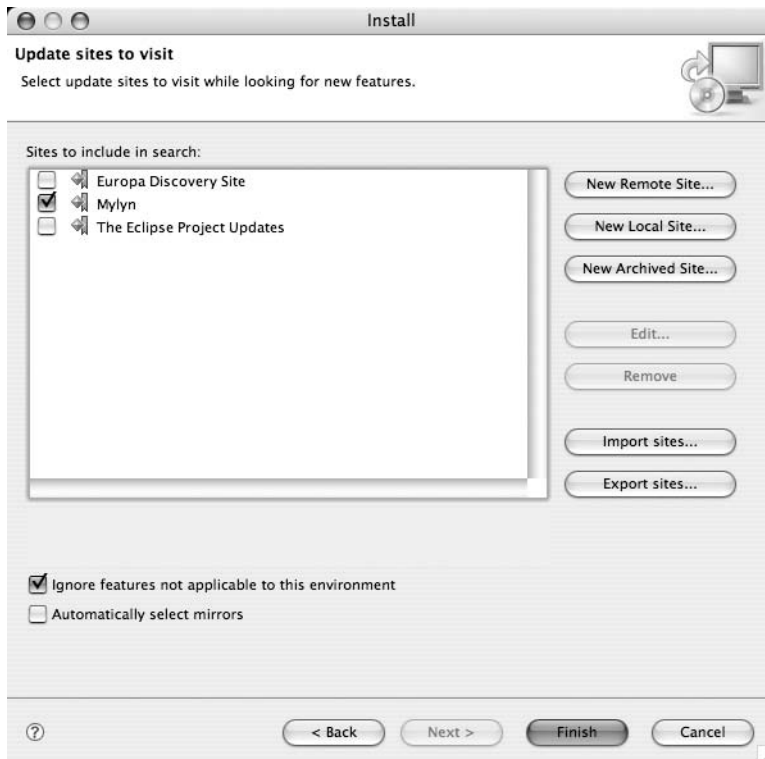 Install
Update sites to visit
Select update sites to visit while looking for new features.
Sites to include in search:
Europa Discovery Site
Mylyn
The Eclipse Project Updates
New Remote Site...
New Local Site...
New Archived Site...
Edit...
Remove
Import sites...
Export sites...
Ignore features not applicable to this environment
Automatically select mirrors
?
< Back
Next >
Finish
Cancel